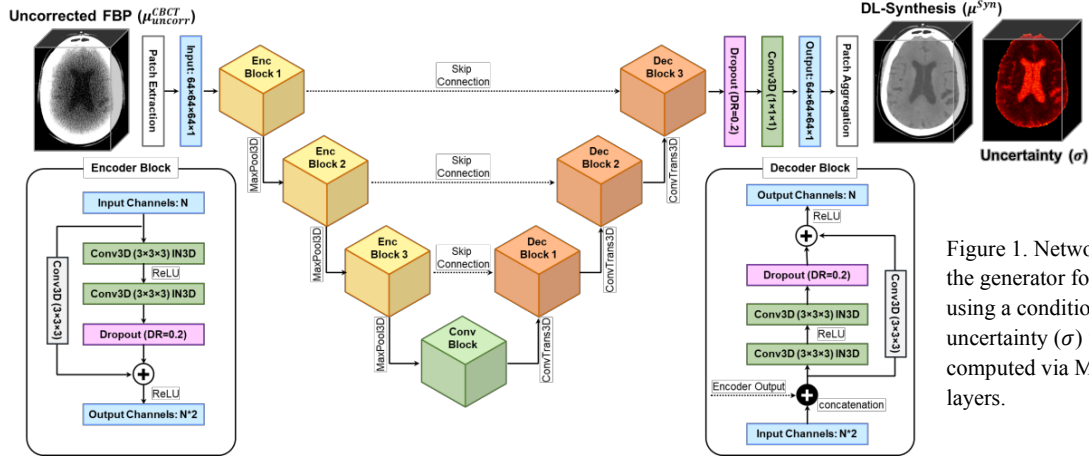 Uncorrected FBP (μ^CBCT_uncorr)
DL-Synthesis (μ^Syn)
Uncertainty (σ)
Patch Extraction
Input: 64×64×64×1
Enc
Block 1
Skip
Connection
Dec
Block 3
Dropout (DR=0.2)
Conv3D (1×1×1)
Output: 64×64×64×1
Patch Aggregation
MaxPool3D
Enc
Block 2
Skip
Connection
Dec
Block 2
ConvTrans3D
MaxPool3D
Enc
Block 3
Skip
Connection
Dec
Block 1
ConvTrans3D
MaxPool3D
Conv
Block
ConvTrans3D
Encoder Block
Input Channels: N
Conv3D (3×3×3) IN3D
ReLU
Conv3D (3×3×3) IN3D
Dropout (DR=0.2)
Conv3D (3×3×3)
ReLU
Output Channels: N*2
Decoder Block
Output Channels: N
ReLU
Dropout (DR=0.2)
Conv3D (3×3×3) IN3D
ReLU
Conv3D (3×3×3) IN3D
Conv3D (3×3×3)
Encoder Output
concatenation
Input Channels: N*2
Figure 1. Netwo
the generator fo
using a condition
uncertainty (σ)
computed via M
layers.